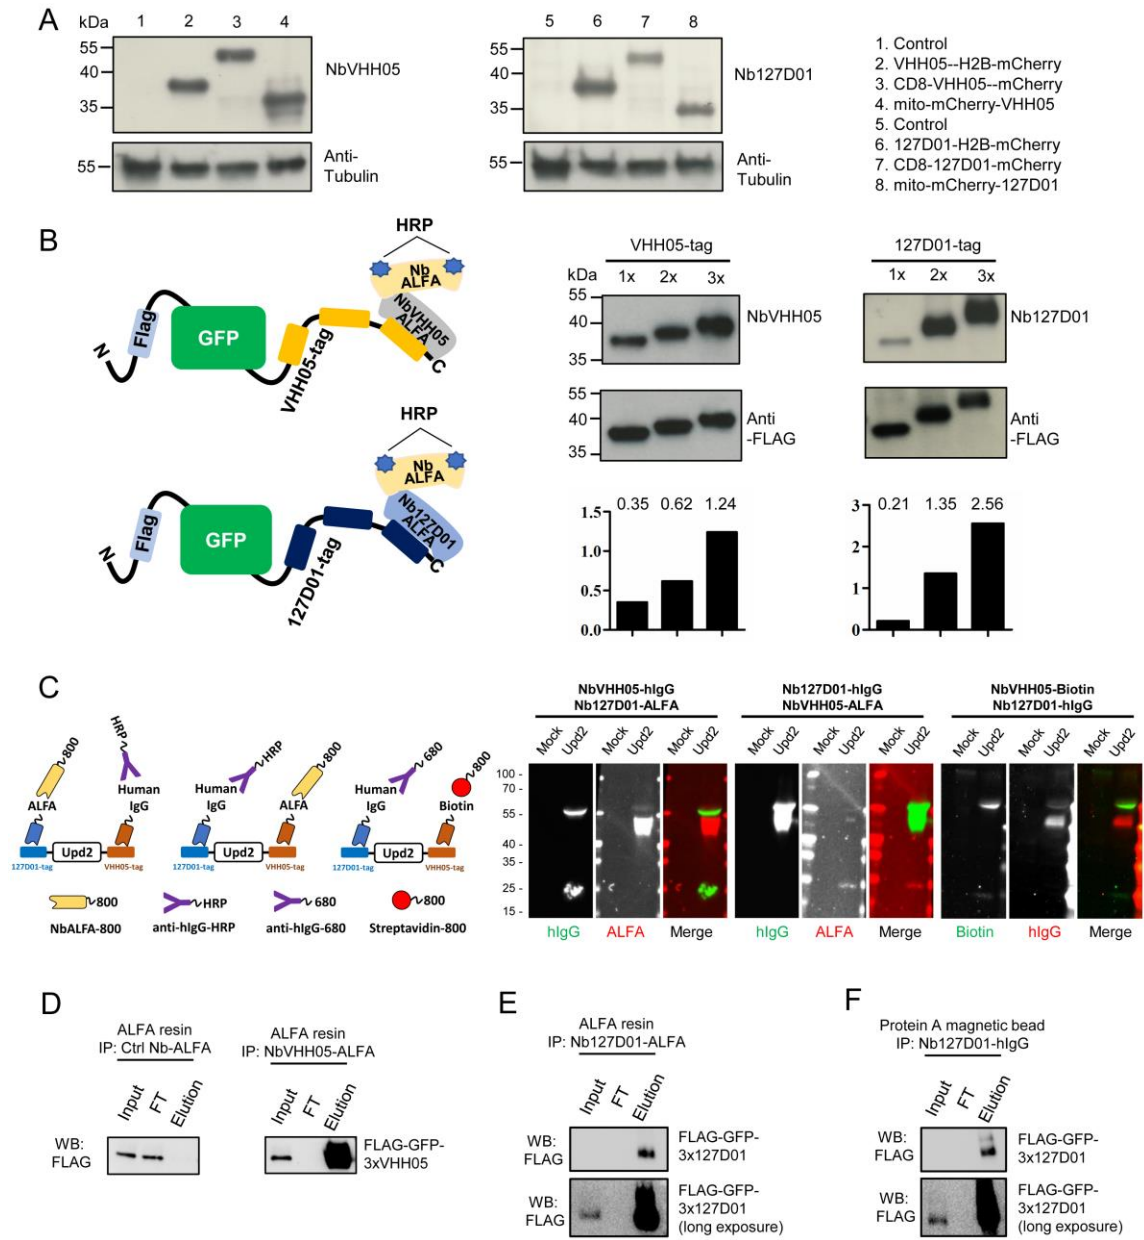 A
kDa 1 2 3 4
55
40
35
NbVHH05
55
Anti-
Tubulin
5 6 7 8
55
40
35
Nb127D01
55
Anti-
Tubulin
1. Control
2. VHH05--H2B-mCherry
3. CD8-VHH05--mCherry
4. mito-mCherry-VHH05
5. Control
6. 127D01-H2B-mCherry
7. CD8-127D01-mCherry
8. mito-mCherry-127D01
B
HRP
Nb
ALFA
NbVHH05
ALFA
N
Flag
GFP
VHH05-tag
C
HRP
Nb
ALFA
Nb127D01
ALFA
N
Flag
GFP
127D01-tag
C
VHH05-tag
kDa 1x 2x 3x
55
40
35
NbVHH05
55
40
35
Anti
-FLAG
0.35 0.62 1.24
1.5
1.0
0.5
0.0
127D01-tag
1x 2x 3x
Nb127D01
Anti
-FLAG
0.21 1.35 2.56
3
2
1
0
C
800
ALFA
HRP
Human
IgG
127D01-tag
Upd2
VHH05-tag
HRP
Human
IgG
800
ALFA
127D01-tag
Upd2
VHH05-tag
680
Human
IgG
800
Biotin
127D01-tag
Upd2
VHH05-tag
800
NbALFA-800
HRP
anti-hIgG-HRP
680
anti-hIgG-680
800
Streptavidin-800
NbVHH05-hIgG
Nb127D01-ALFA
Mock Upd2 Mock Upd2 Mock Upd2
100 -
70 -
55 -
40 -
35 -
25 -
15 -
hIgG ALFA Merge
Nb127D01-hIgG
NbVHH05-ALFA
Mock Upd2 Mock Upd2 Mock Upd2
hIgG ALFA Merge
NbVHH05-Biotin
Nb127D01-hIgG
Mock Upd2 Mock Upd2 Mock Upd2
Biotin hIgG Merge
D
ALFA resin
IP: Ctrl Nb-ALFA
Input FT Elution
WB:
FLAG
ALFA resin
IP: NbVHH05-ALFA
Input FT Elution
FLAG-GFP-
3xVHH05
E
ALFA resin
IP: Nb127D01-ALFA
Input FT Elution
WB:
FLAG
FLAG-GFP-
3x127D01
WB:
FLAG
FLAG-GFP-
3x127D01
(long exposure)
F
Protein A magnetic bead
IP: Nb127D01-hIgG
Input FT Elution
WB:
FLAG
FLAG-GFP-
3x127D01
WB:
FLAG
FLAG-GFP-
3x127D01
(long exposure)